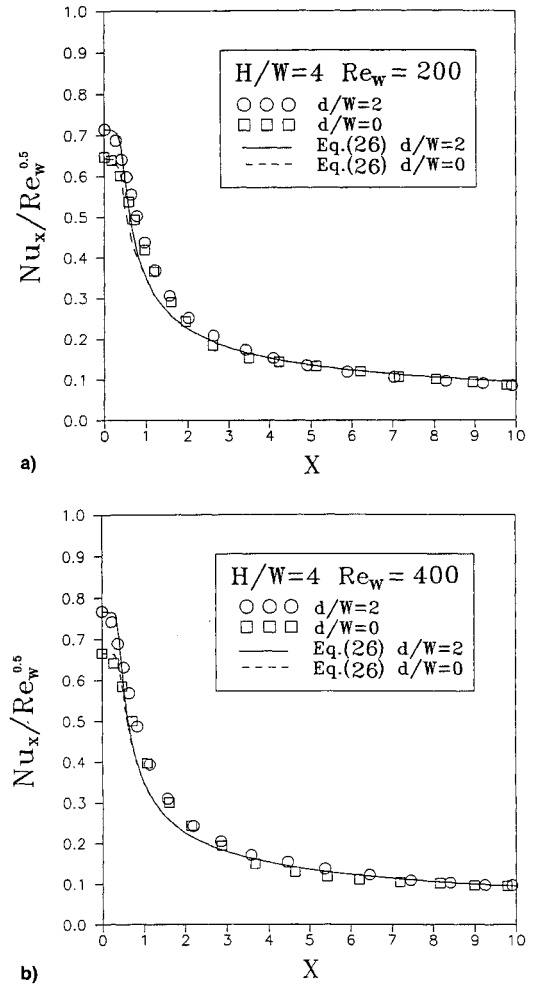 1.0
0.9
0.8
0.7
0.6
0.5
0.4
0.3
0.2
0.1
0.0
Nu_x/Re_w^0.5
H/W=4 Re_w = 200
d/W=2
d/W=0
Eq.(26) d/W=2
Eq.(26) d/W=0
0 1 2 3 4 5 6 7 8 9 10
a)
X
1.0
0.9
0.8
0.7
0.6
0.5
0.4
0.3
0.2
0.1
0.0
Nu_x/Re_w^0.5
H/W=4 Re_w = 400
d/W=2
d/W=0
Eq.(26) d/W=2
Eq.(26) d/W=0
0 1 2 3 4 5 6 7 8 9 10
b)
X